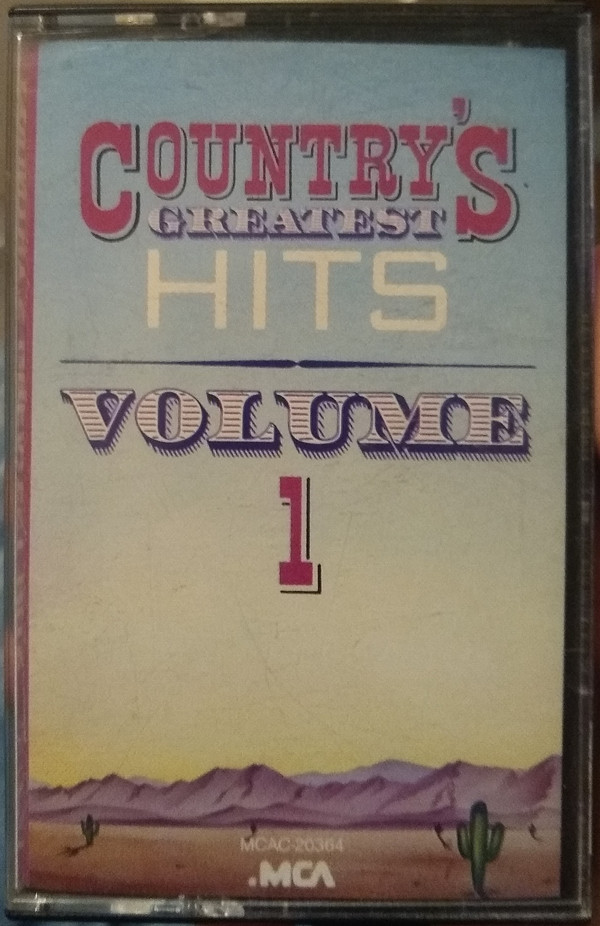 COUNTRY'S
GREATEST
HITS
VOLUME
1
MCAC-20364
.MCA